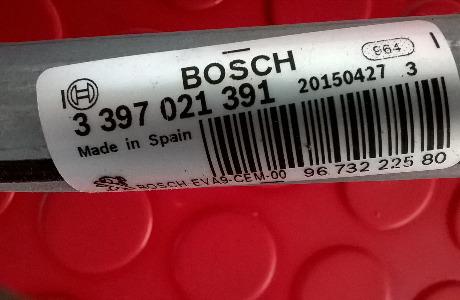 964
BOSCH
3 397 021 391 20150427 3
Made in Spain
BOSCH EVA9-CEM-00 96 732 225 80